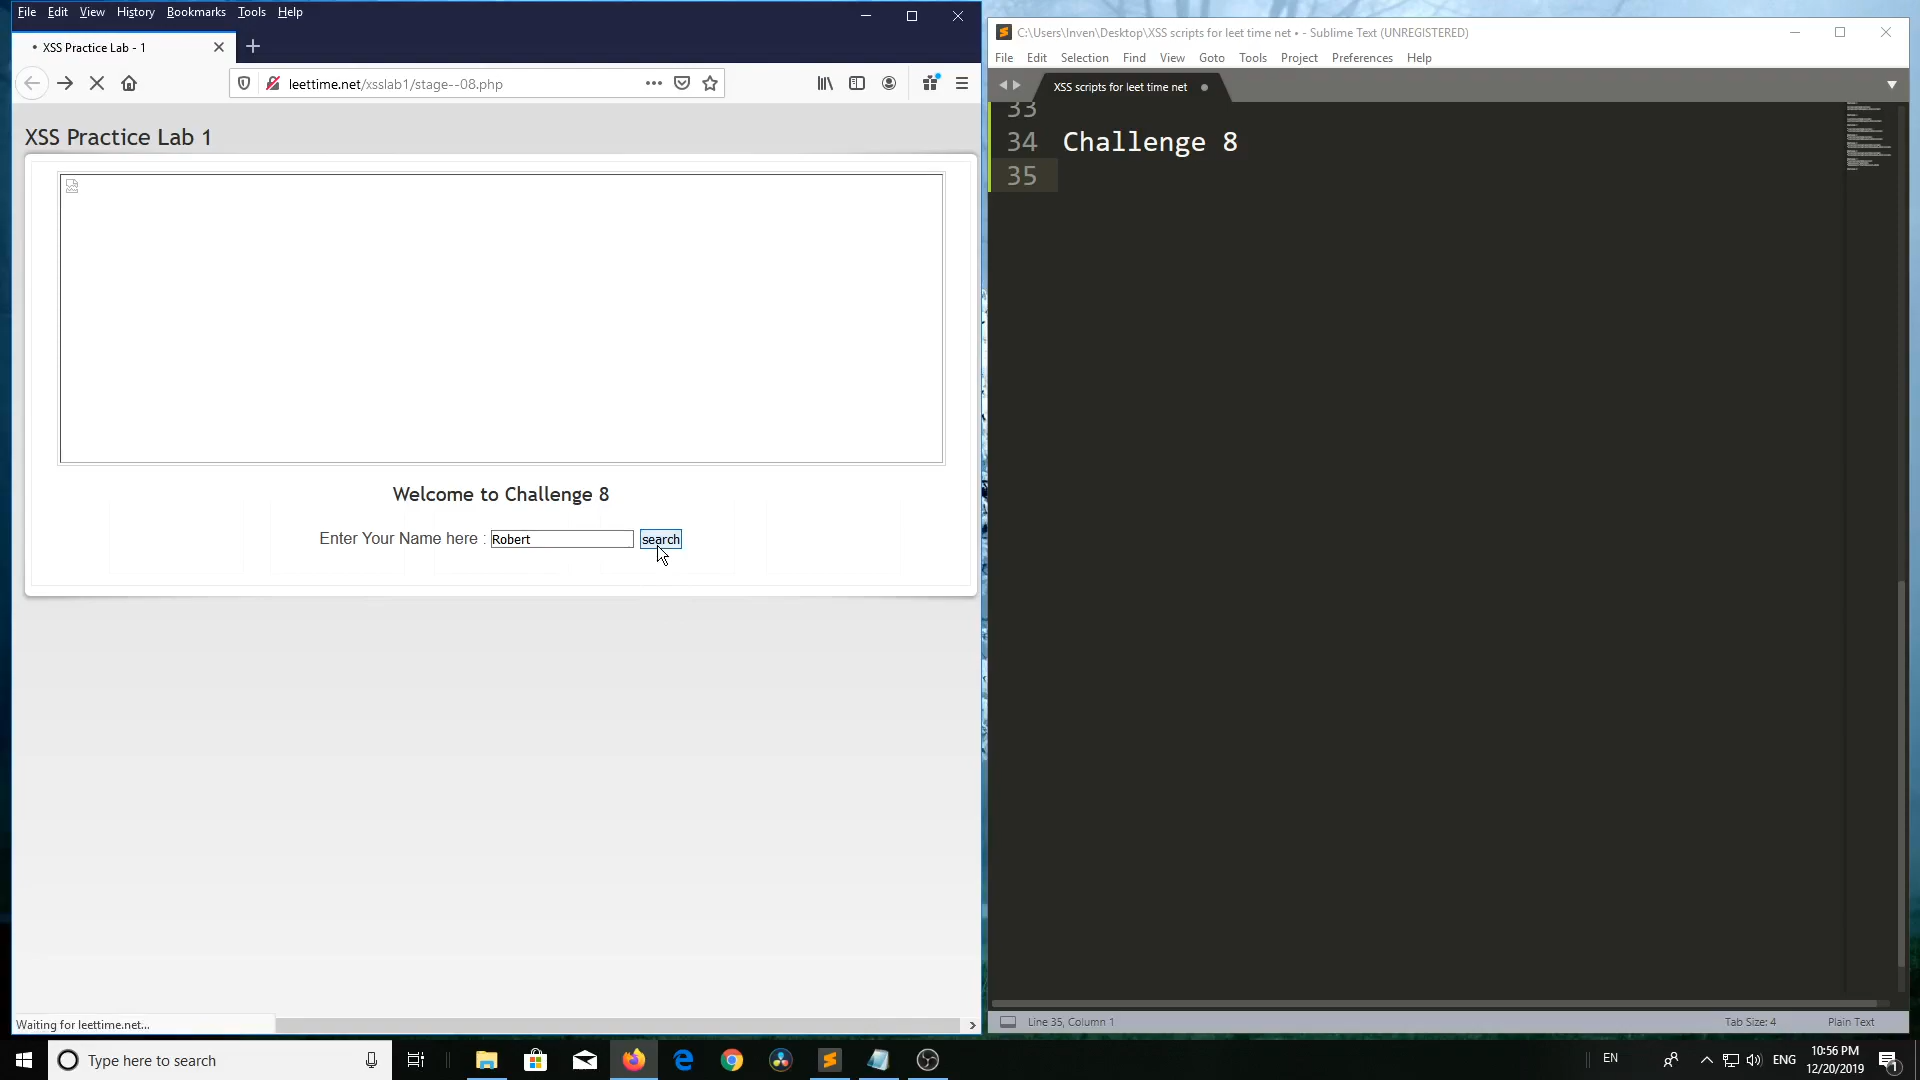 File Edit View History Bookmarks Tools Help
XSS Practice Lab - 1
leettime.net/xsslab1/stage--08.php
XSS Practice Lab 1
Welcome to Challenge 8
Enter Your Name here : Robert search
Waiting for leettime.net...
C:\Users\Inven\Desktop\XSS scripts for leet time net • - Sublime Text (UNREGISTERED)
File Edit Selection Find View Goto Tools Project Preferences Help
XSS scripts for leet time net
33
34 Challenge 8
35
Line 35, Column 1 Tab Size: 4 Plain Text
Type here to search
EN
ENG
10:56 PM
12/20/2019
1